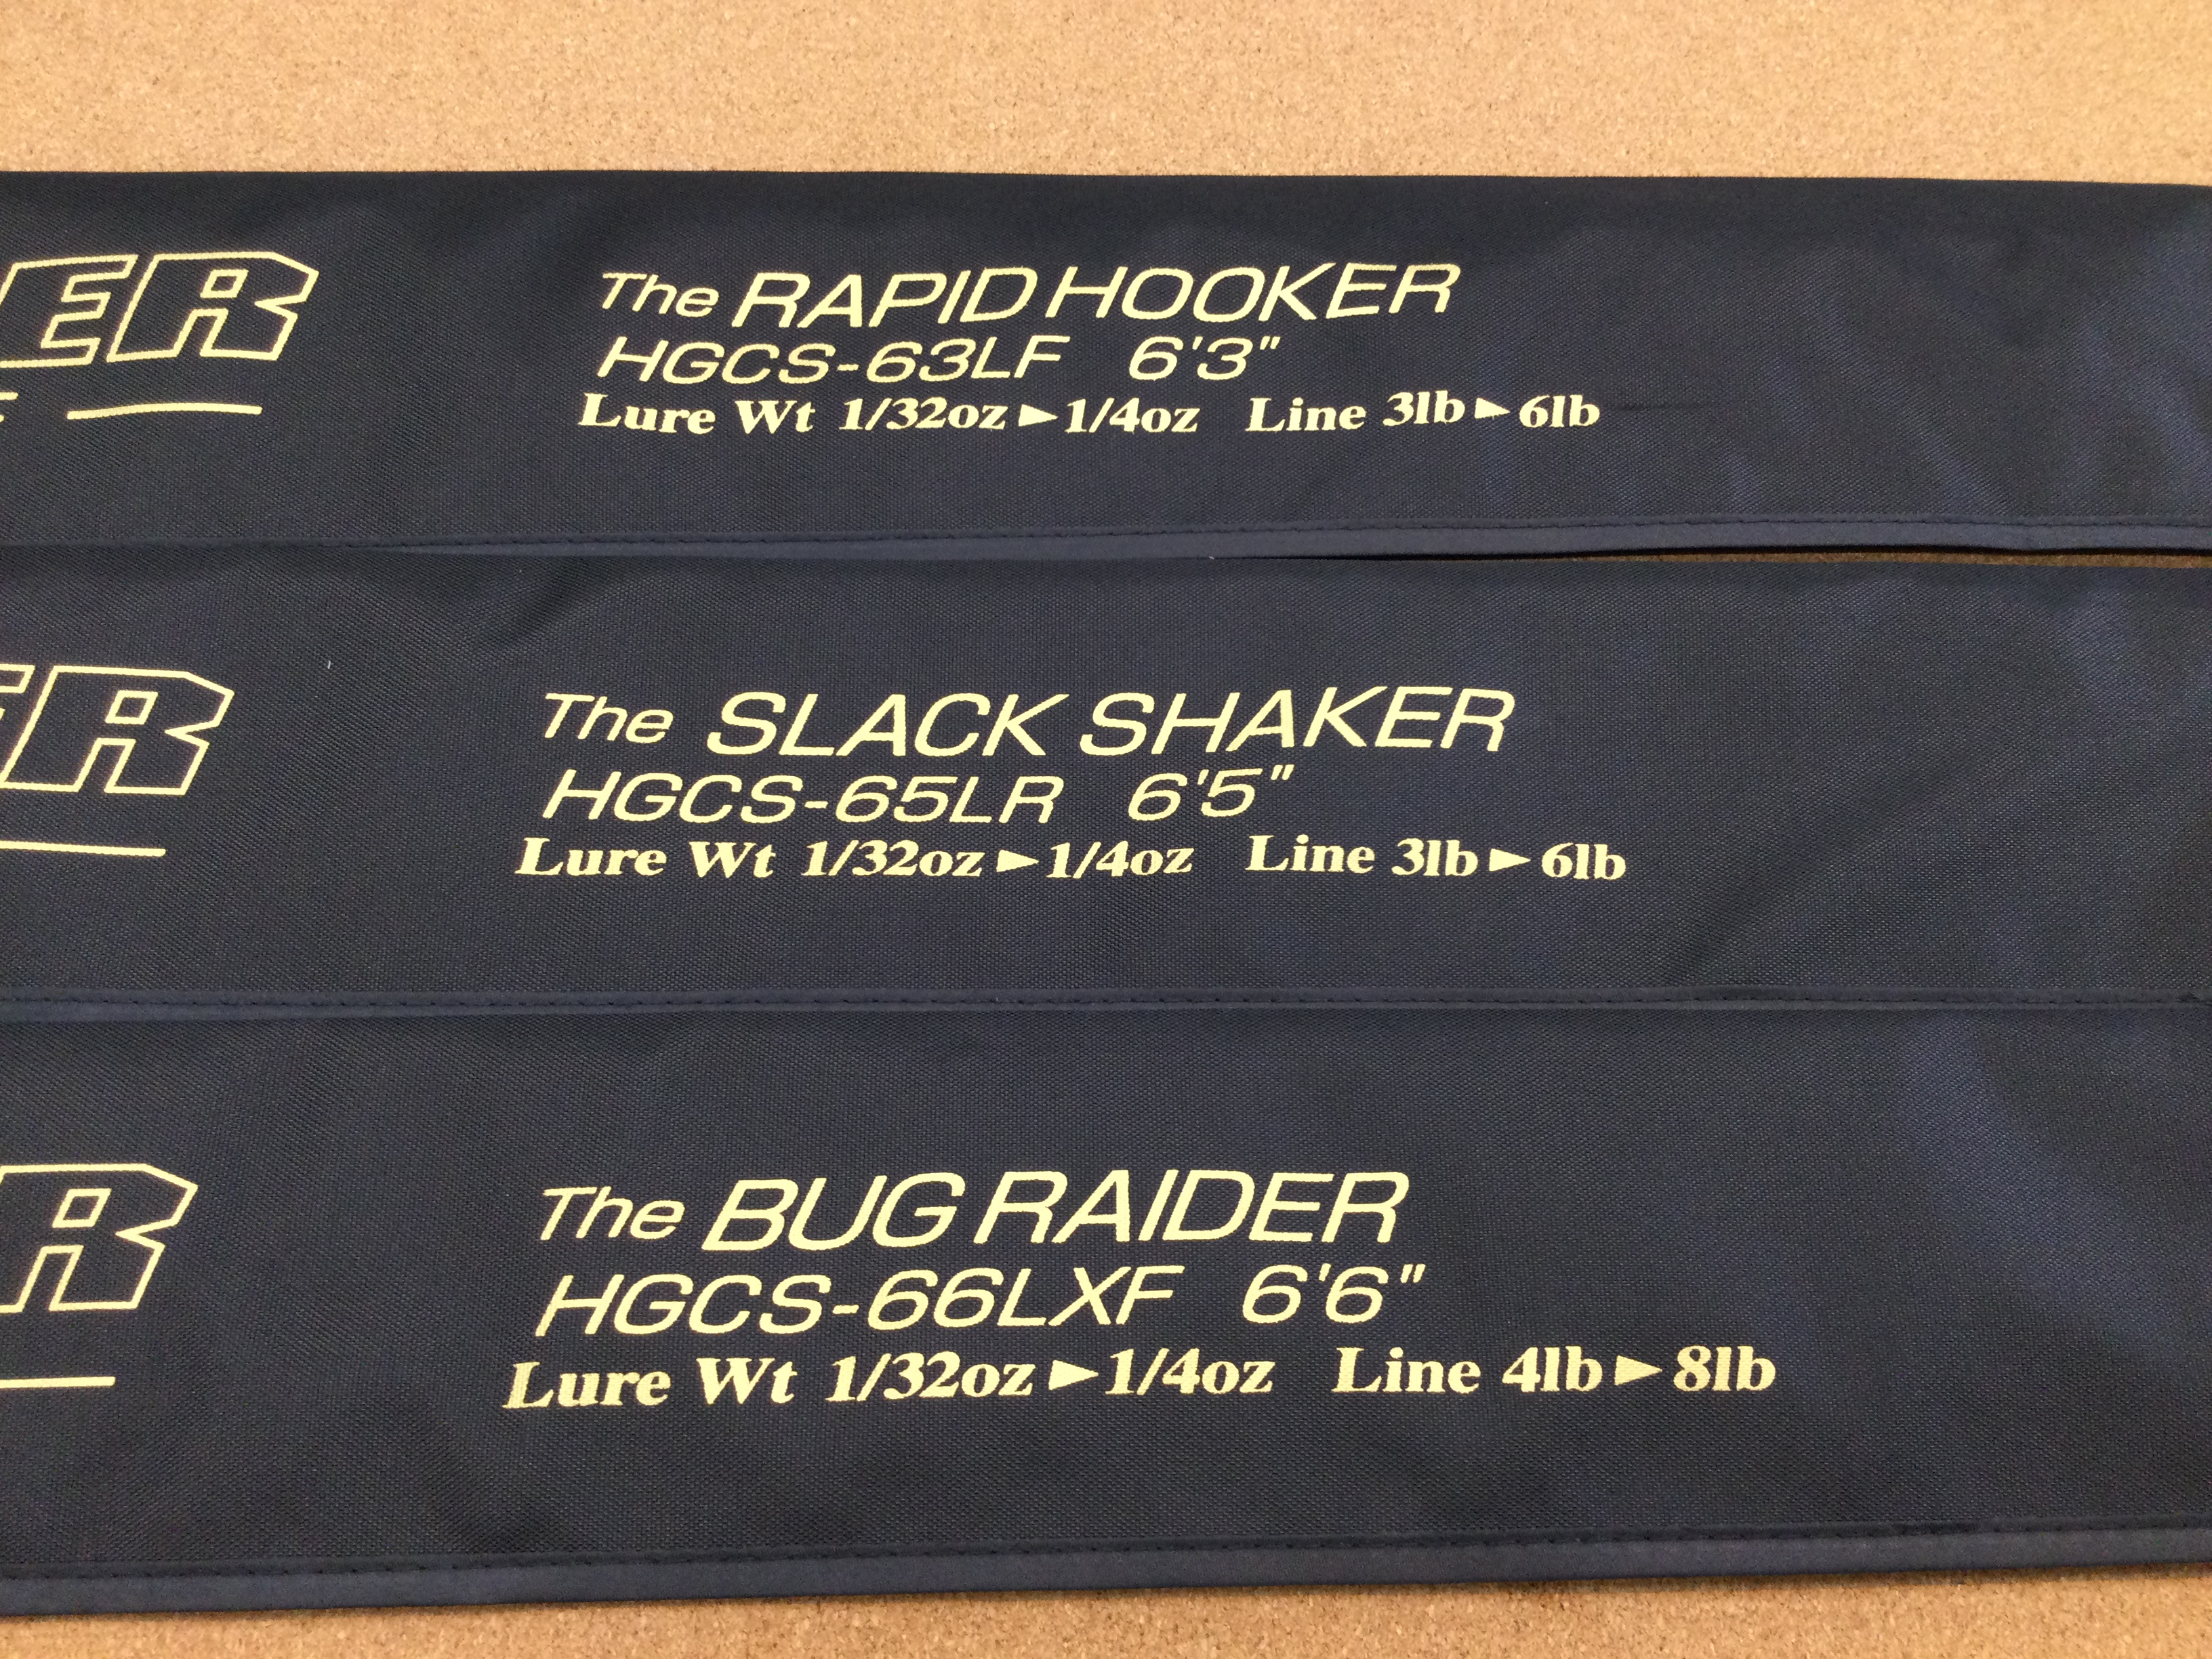 ER
The RAPID HOOKER
HGCS-63LF 6'3"
Lure Wt 1/32oz►1/4oz Line 3lb►6lb
ER
The SLACK SHAKER
HGCS-65LR 6'5"
Lure Wt 1/32oz►1/4oz Line 3lb►6lb
R
The BUG RAIDER
HGCS-66LXF 6'6"
Lure Wt 1/32oz►1/4oz Line 4lb►8lb